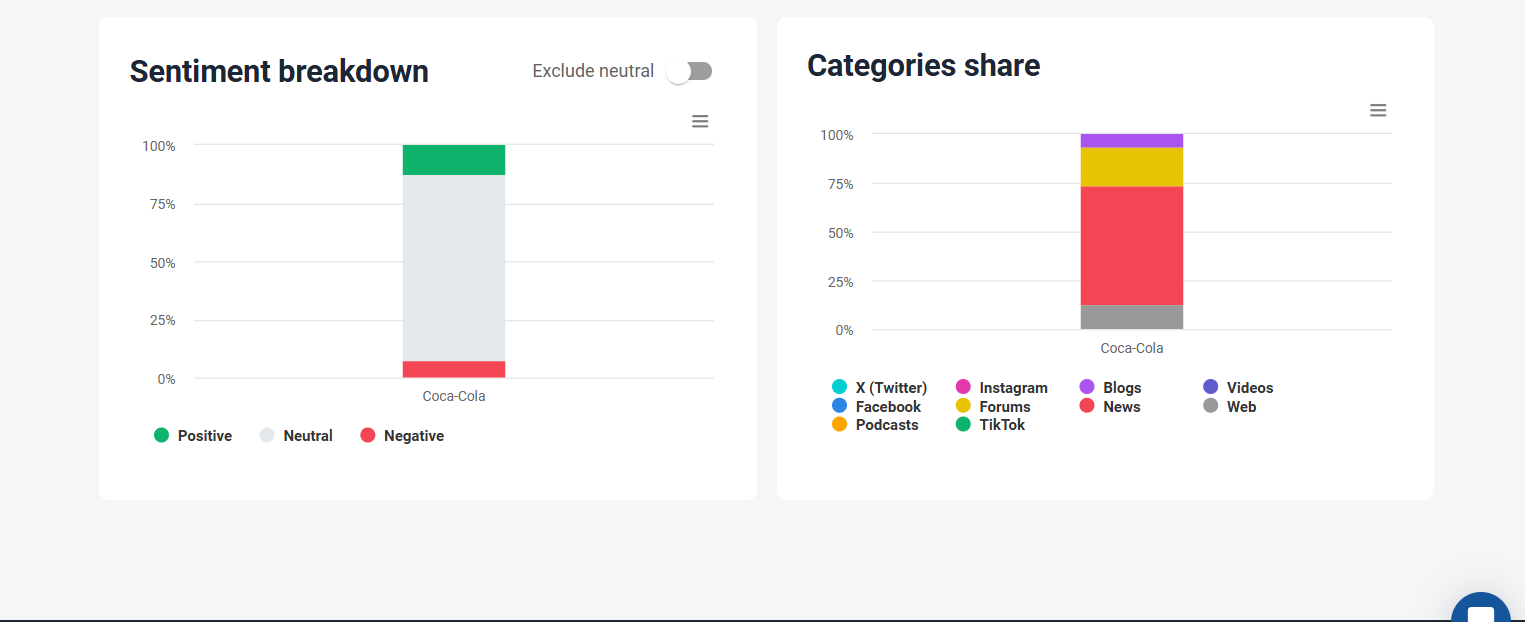 Sentiment breakdown
Exclude neutral
100%
75%
50%
25%
0%
Coca-Cola
Positive Neutral Negative
Categories share
100%
75%
50%
25%
0%
Coca-Cola
X (Twitter) Instagram Blogs Videos
Facebook Forums News Web
Podcasts TikTok